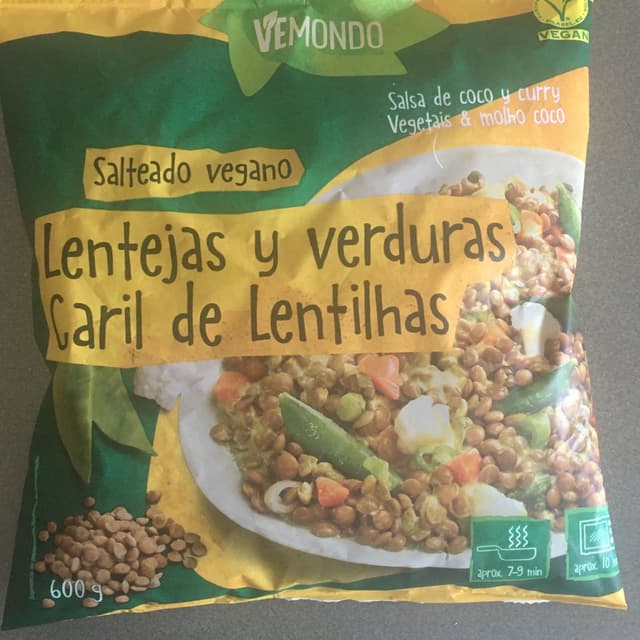 VEMONDO
VEGAN
Salsa de coco y curry
Vegetais & molho coco
Salteado vegano
Lentejas y verduras
Caril de Lentilhas
600 g
aprox. 7-9 min
aprox. 10